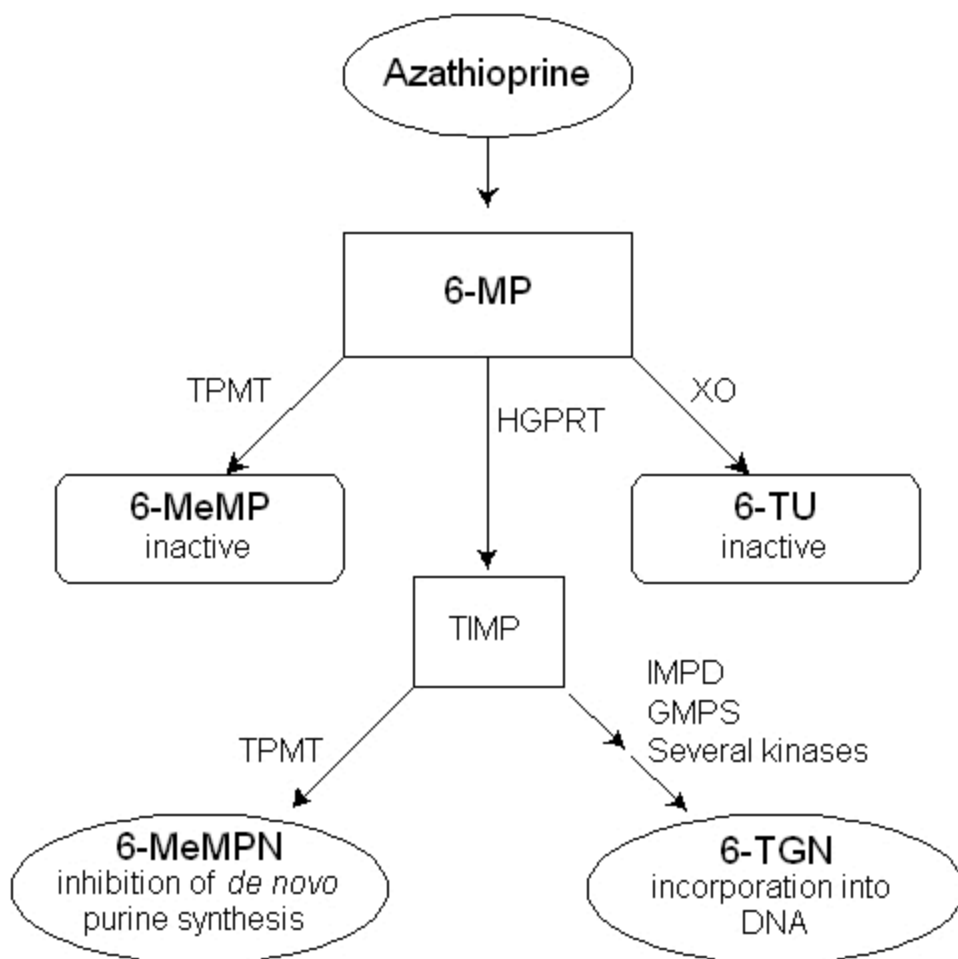 Azathioprine
6-MP
TPMT
HGPRT
XO
6-MeMP
inactive
6-TU
inactive
TIMP
TPMT
IMPD
GMPS
Several kinases
6-MeMPN
inhibition of de novo
purine synthesis
6-TGN
incorporation into
DNA